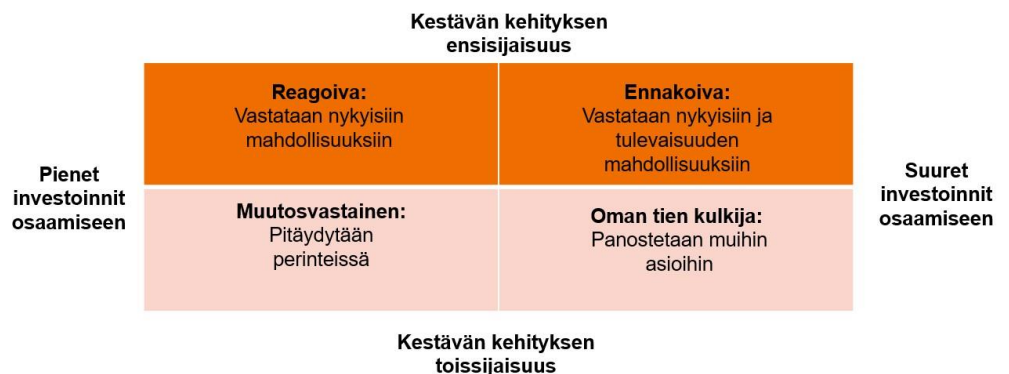 Kestävän kehityksen
ensisijaisuus
Reagoiva:
Vastataan nykyisiin
mahdollisuuksiin
Ennakoiva:
Vastataan nykyisiin ja
tulevaisuuden
mahdollisuuksiin
Pienet
investoinnit
osaamiseen
Suuret
investoinnit
osaamiseen
Muutosvastainen:
Pitäydytään
perinteissä
Oman tien kulkija:
Panostetaan muihin
asioihin
Kestävän kehityksen
toissijaisuus